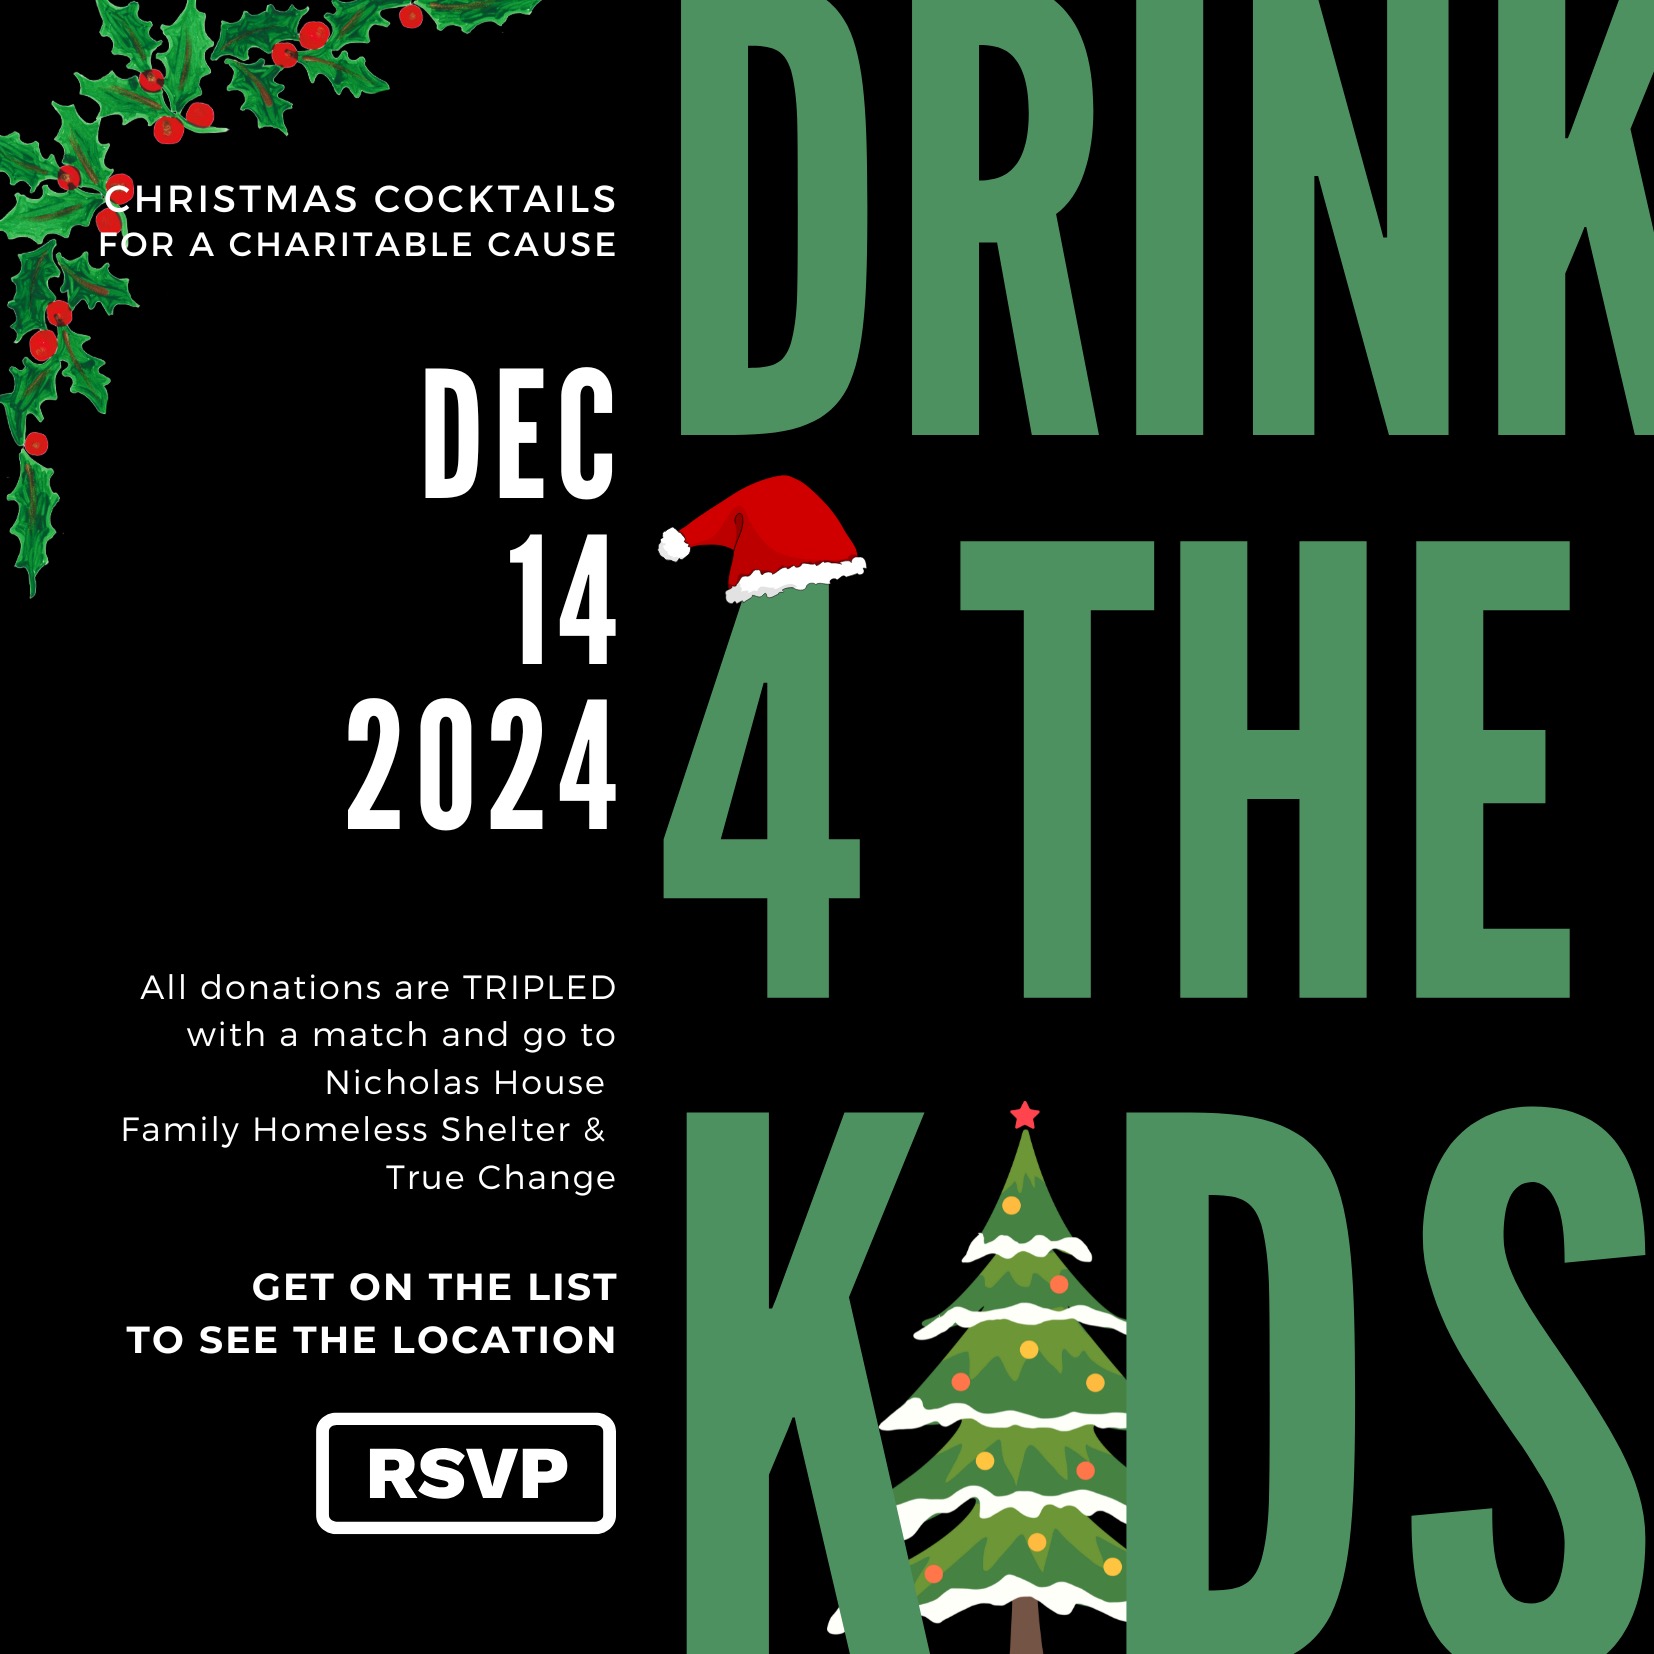 CHRISTMAS COCKTAILS
FOR A CHARITABLE CAUSE
DEC
14
2024
All donations are TRIPLED
with a match and go to
Nicholas House
Family Homeless Shelter &
True Change
GET ON THE LIST
TO SEE THE LOCATION
RSVP
DRINK
4 THE
K DS